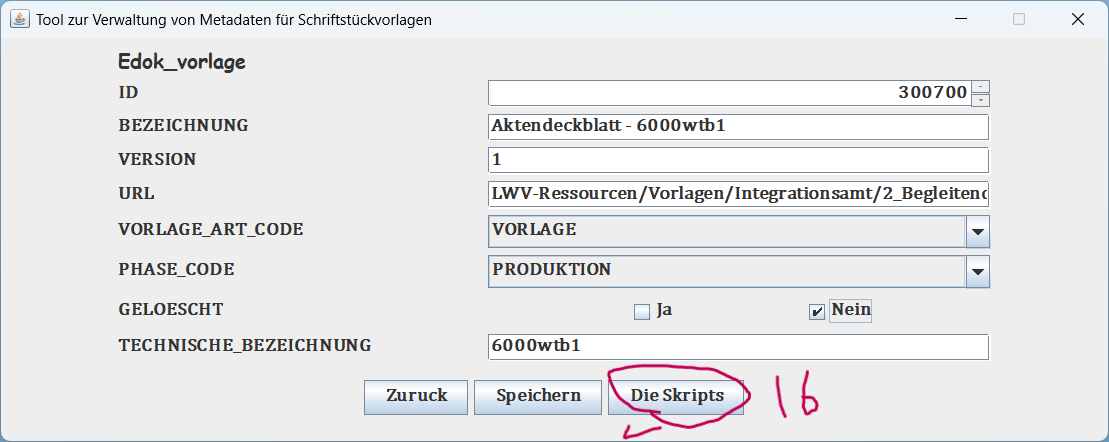 Tool zur Verwaltung von Metadaten für Schriftstückvorlagen
Edok_vorlage
ID 300700
BEZEICHNUNG Aktendeckblatt - 6000wtb1
VERSION 1
URL LWV-Ressourcen/Vorlagen/Integrationsamt/2_Begleitend
VORLAGE_ART_CODE VORLAGE
PHASE_CODE PRODUKTION
GELOESCHT Ja Nein
TECHNISCHE_BEZEICHNUNG 6000wtb1
Zuruck Speichern Die Skripts 16